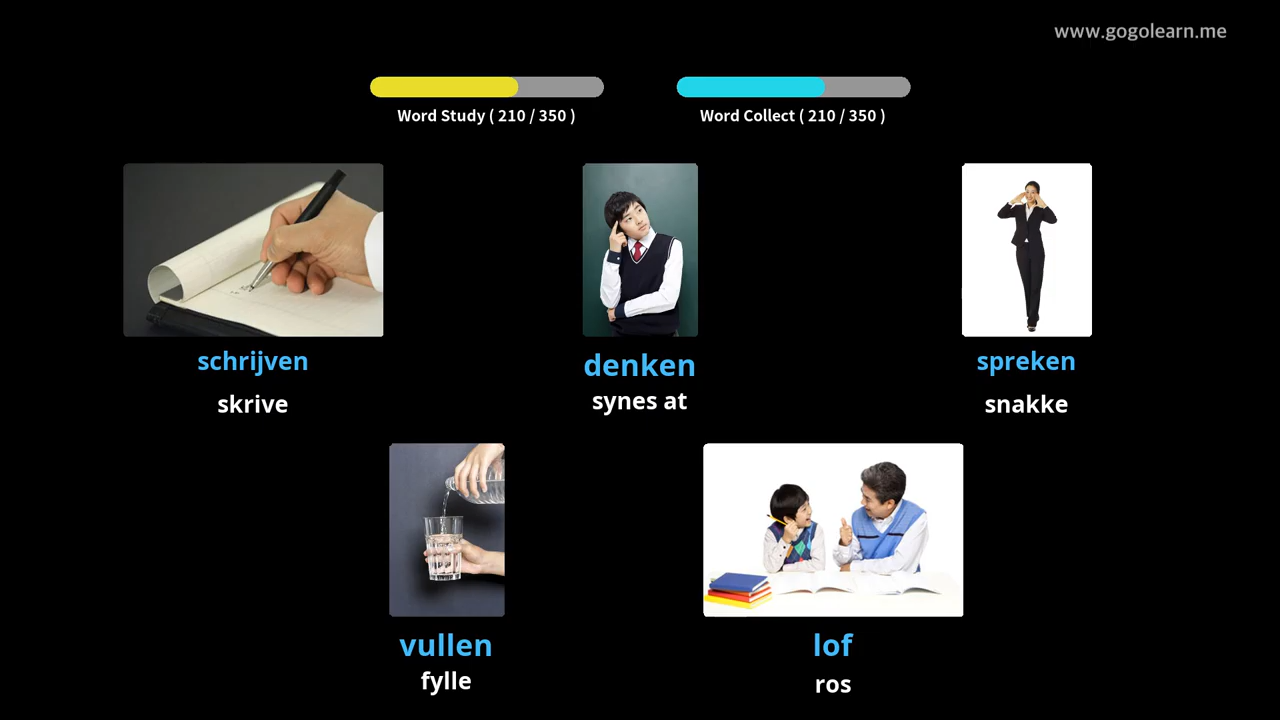 www.gogolearn.me
Word Study ( 210 / 350 )
Word Collect ( 210 / 350 )
schrijven
skrive
denken
synes at
spreken
snakke
vullen
fylle
lof
ros